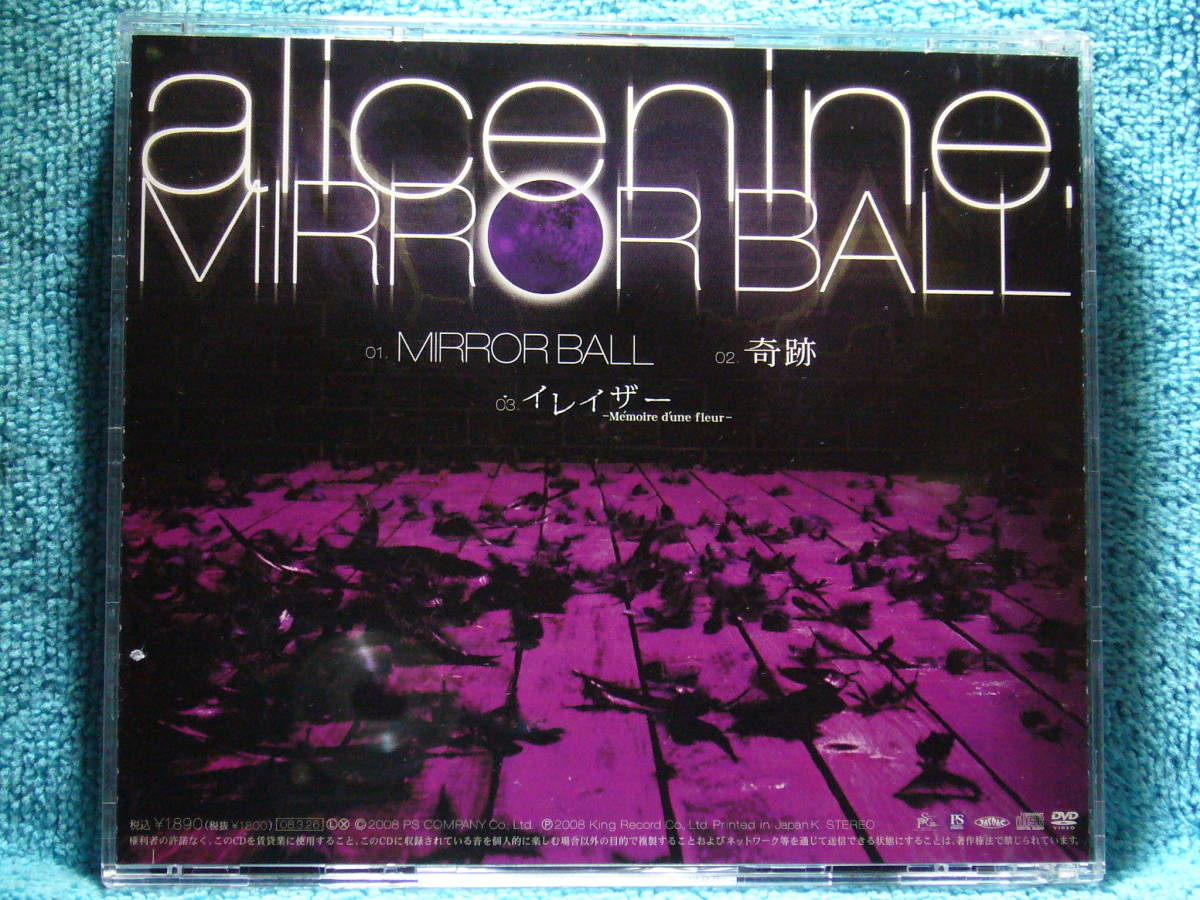 alicenine.
MIRROR BALL
01. MIRROR BALL 02. 奇跡
03. イレイザー
-Mémoire d'une fleur-
税込 ¥1890(税抜 ¥1800) 08.3.26 Ⓛ Ⓧ ©2008 PS COMPANY Co., Ltd. ℗2008 King Record Co., Ltd Printed in Japan K STEREO PS DVD VIDEO
権利者の許諾なく、このCDを賃貸業に使用すること、このCDに収録されている音を個人的に楽しむ場合以外の目的で複製することおよびネットワーク等を通じて送信できる状態にすることは、著作権法で禁じられています。